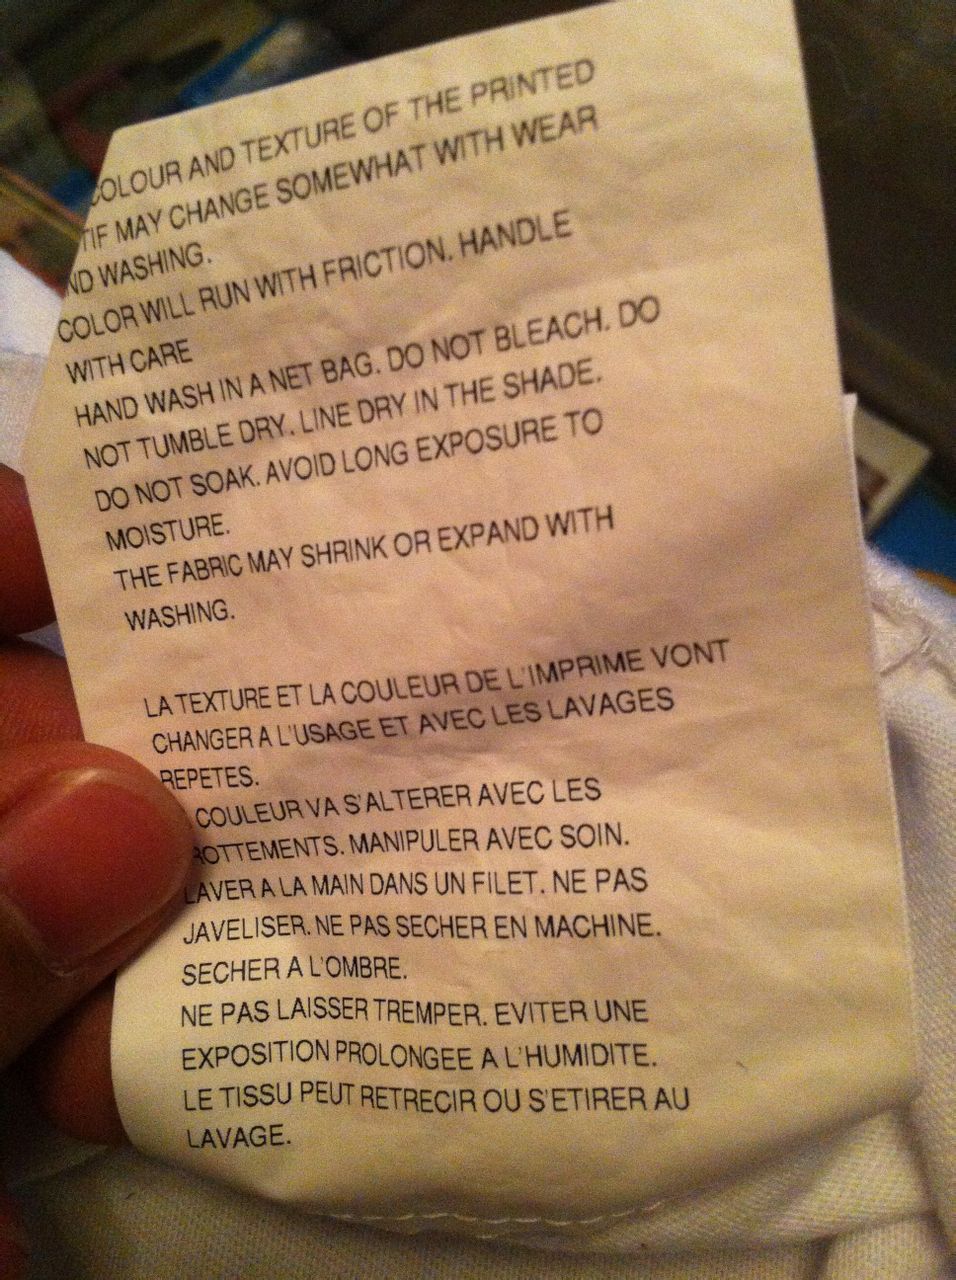 COLOUR AND TEXTURE OF THE PRINTED
TIF MAY CHANGE SOMEWHAT WITH WEAR
ND WASHING.
COLOR WILL RUN WITH FRICTION. HANDLE
WITH CARE
HAND WASH IN A NET BAG. DO NOT BLEACH. DO
NOT TUMBLE DRY. LINE DRY IN THE SHADE.
DO NOT SOAK. AVOID LONG EXPOSURE TO
MOISTURE.
THE FABRIC MAY SHRINK OR EXPAND WITH
WASHING.
LA TEXTURE ET LA COULEUR DE L'IMPRIME VONT
CHANGER A L'USAGE ET AVEC LES LAVAGES
REPETES.
COULEUR VA S'ALTERER AVEC LES
ROTTEMENTS. MANIPULER AVEC SOIN.
LAVER A LA MAIN DANS UN FILET. NE PAS
JAVELISER. NE PAS SECHER EN MACHINE.
SECHER A L'OMBRE.
NE PAS LAISSER TREMPER. EVITER UNE
EXPOSITION PROLONGEE A L'HUMIDITE.
LE TISSU PEUT RETRECIR OU S'ETIRER AU
LAVAGE.